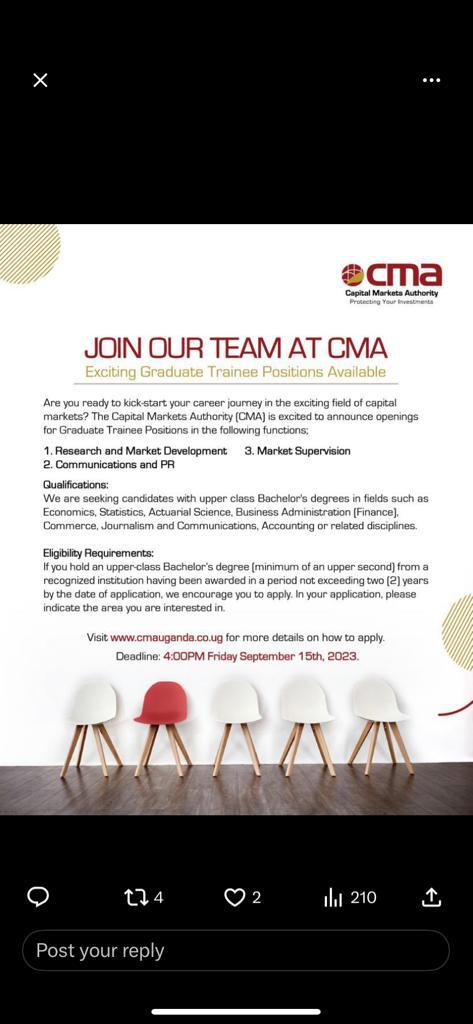 cma
Capital Markets Authority
Protecting Your Investments
JOIN OUR TEAM AT CMA
Exciting Graduate Trainee Positions Available
Are you ready to kick-start your career journey in the exciting field of capital
markets? The Capital Markets Authority (CMA) is excited to announce openings
for Graduate Trainee Positions in the following functions;
1. Research and Market Development 3. Market Supervision
2. Communications and PR
Qualifications:
We are seeking candidates with upper class Bachelor's degrees in fields such as
Economics, Statistics, Actuarial Science, Business Administration (Finance),
Commerce, Journalism and Communications, Accounting or related disciplines.
Eligibility Requirements:
If you hold an upper-class Bachelor's degree (minimum of an upper second) from a
recognized institution having been awarded in a period not exceeding two (2) years
by the date of application, we encourage you to apply. In your application, please
indicate the area you are interested in.
Visit www.cmauganda.co.ug for more details on how to apply.
Deadline: 4:00PM Friday September 15th, 2023.
4 2 210
Post your reply